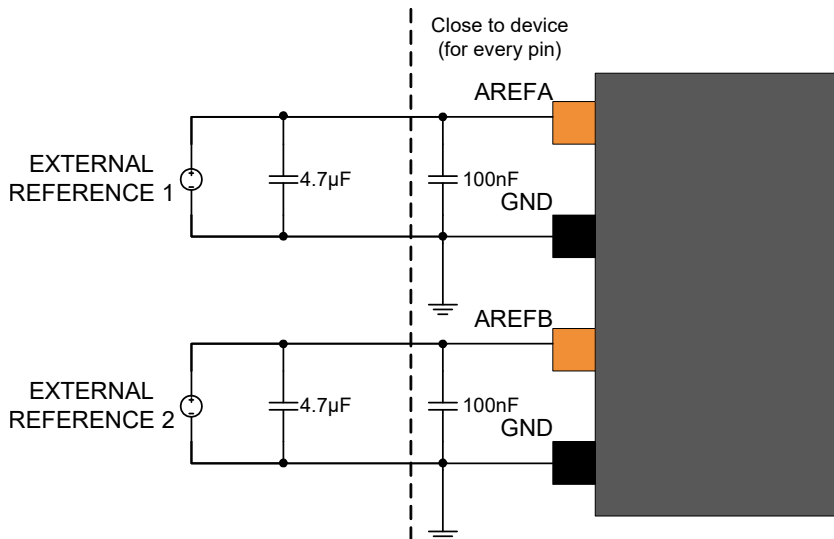 Close to device
(for every pin)
AREFA
EXTERNAL
REFERENCE 1
4.7µF
100nF
GND
AREFB
EXTERNAL
REFERENCE 2
4.7µF
100nF
GND